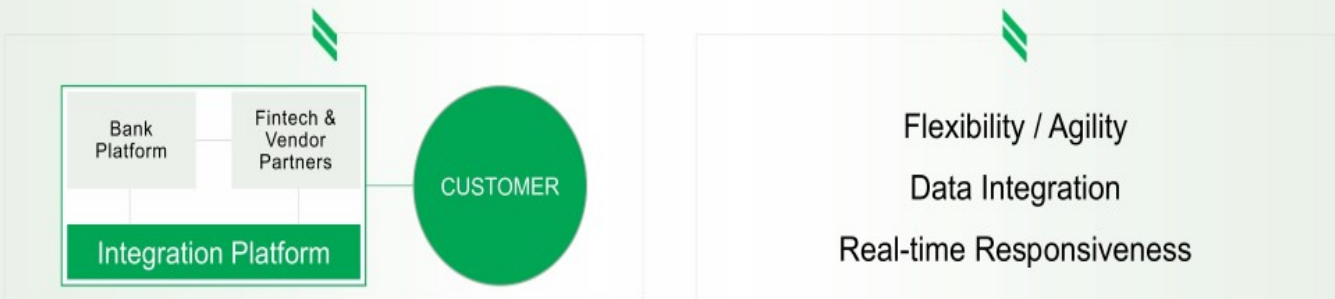 Bank
Platform
Fintech &
Vendor
Partners
CUSTOMER
Integration Platform
Flexibility / Agility
Data Integration
Real-time Responsiveness